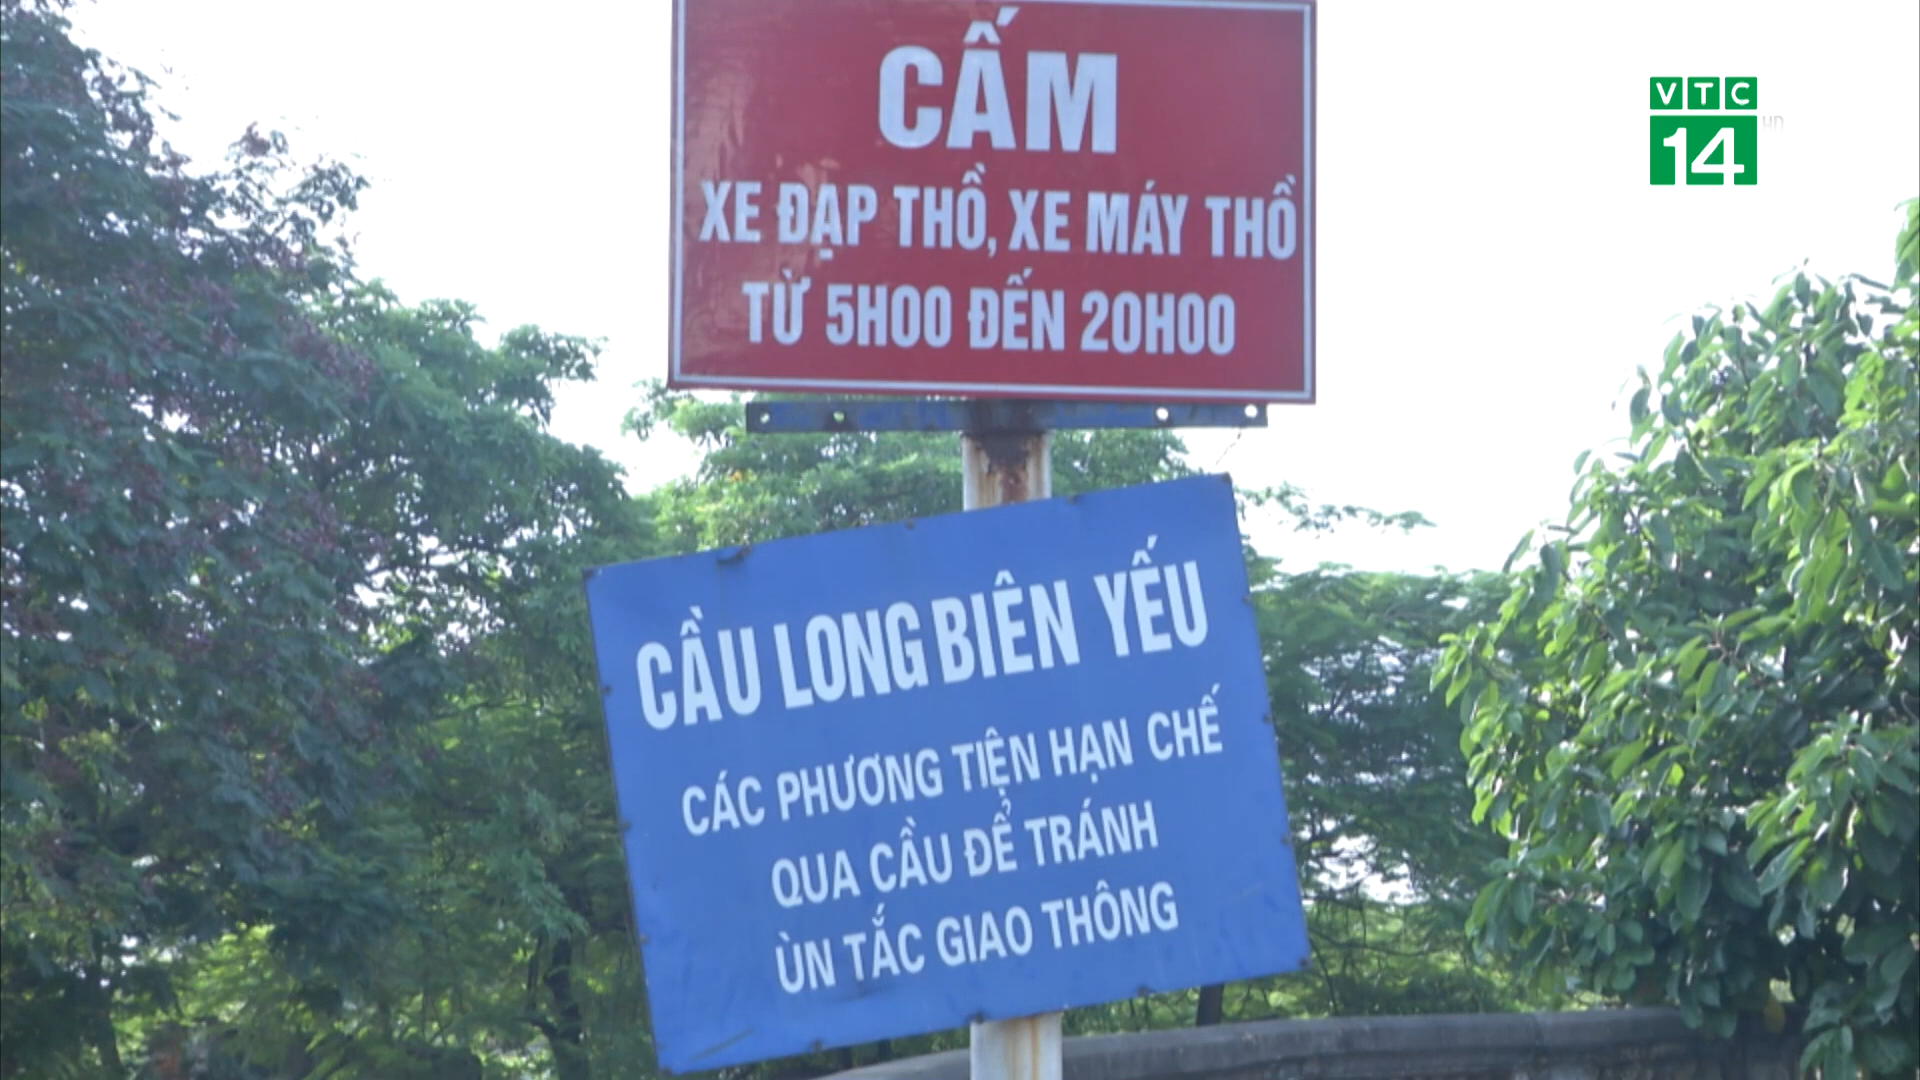 CẤM
XE ĐẠP THỒ, XE MÁY THỒ
TỪ 5H00 ĐẾN 20H00
VTC
14
HD
CẦU LONG BIÊN YẾU
CÁC PHƯƠNG TIỆN HẠN CHẾ
QUA CẦU ĐỂ TRÁNH
ÙN TẮC GIAO THÔNG